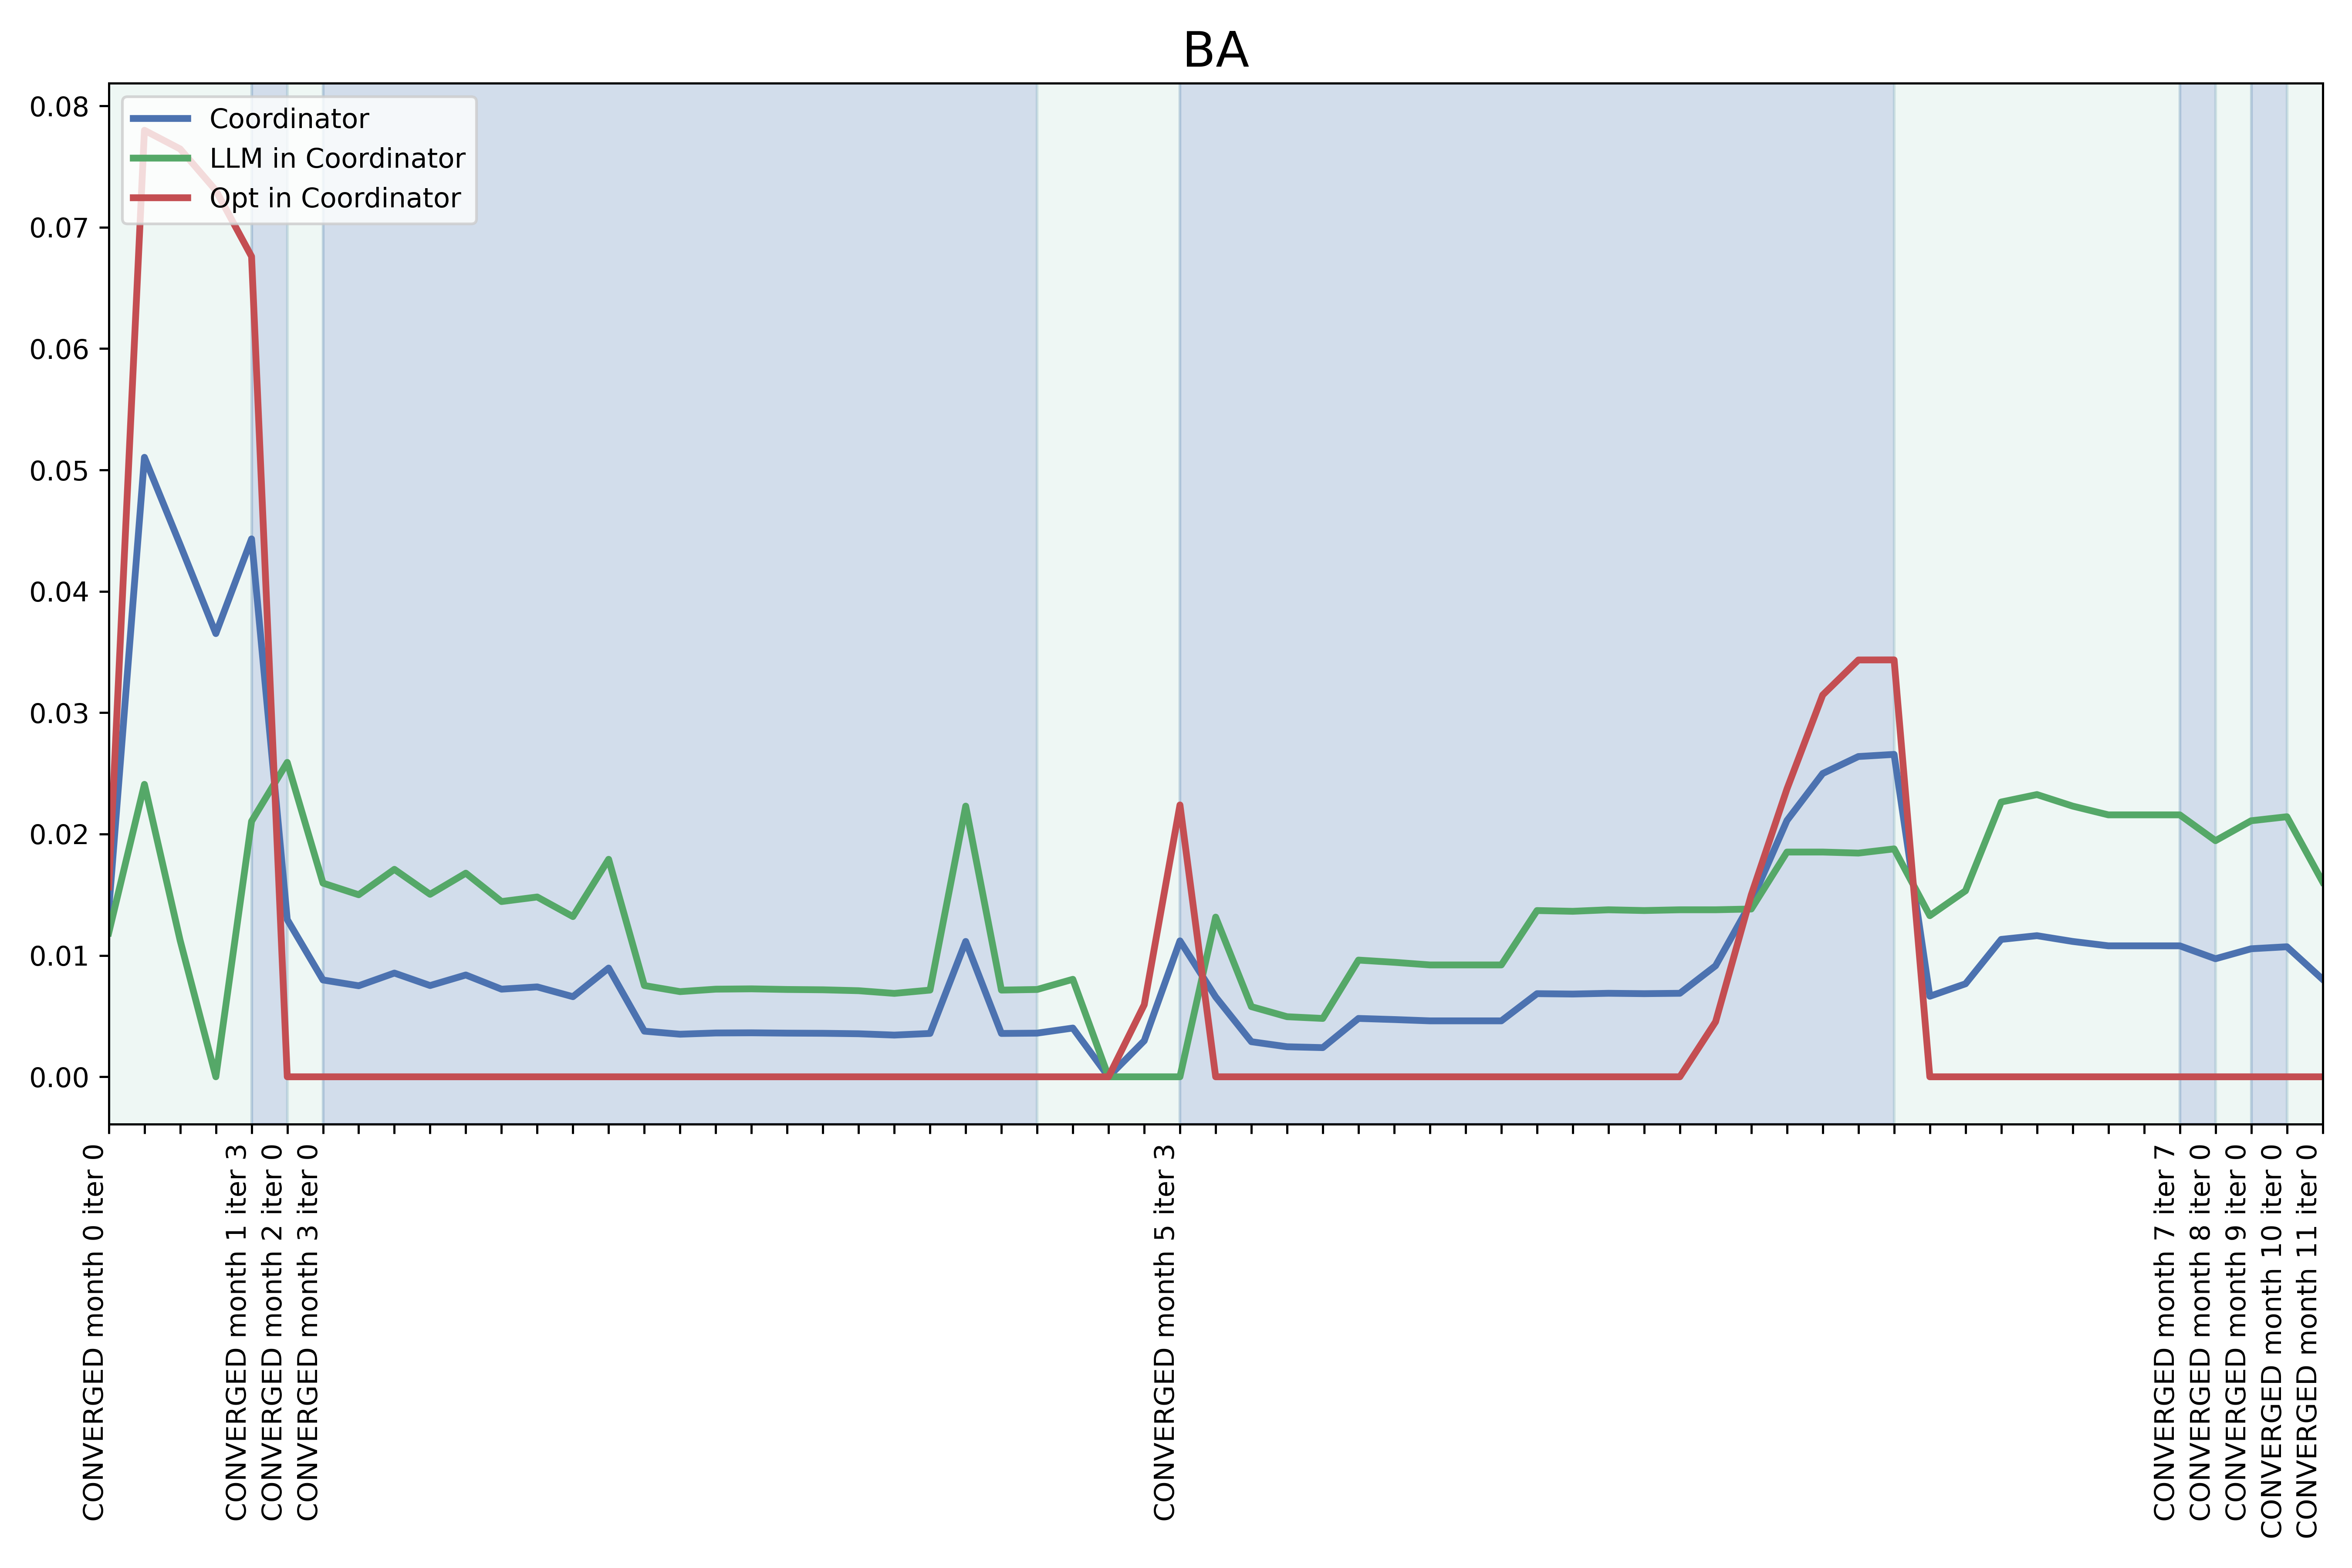 BA
0.08
0.07
0.06
0.05
0.04
0.03
0.02
0.01
0.00
Coordinator
LLM in Coordinator
Opt in Coordinator
CONVERGED month 0 iter 0
CONVERGED month 1 iter 3
CONVERGED month 2 iter 0
CONVERGED month 3 iter 0
CONVERGED month 5 iter 3
CONVERGED month 7 iter 7
CONVERGED month 8 iter 0
CONVERGED month 9 iter 0
CONVERGED month 10 iter 0
CONVERGED month 11 iter 0